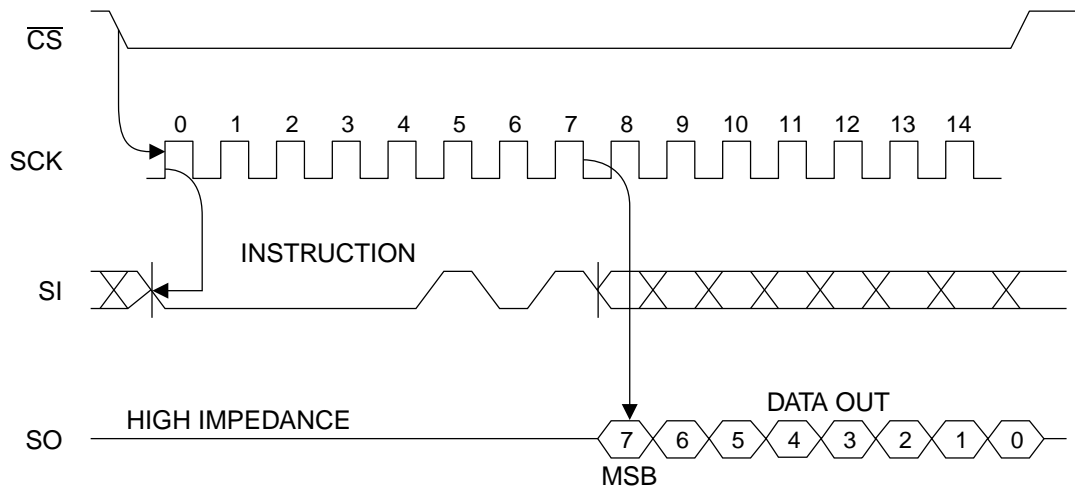 CS
0 1 2 3 4 5 6 7 8 9 10 11 12 13 14
SCK
INSTRUCTION
SI
HIGH IMPEDANCE
DATA OUT
SO
7 6 5 4 3 2 1 0
MSB